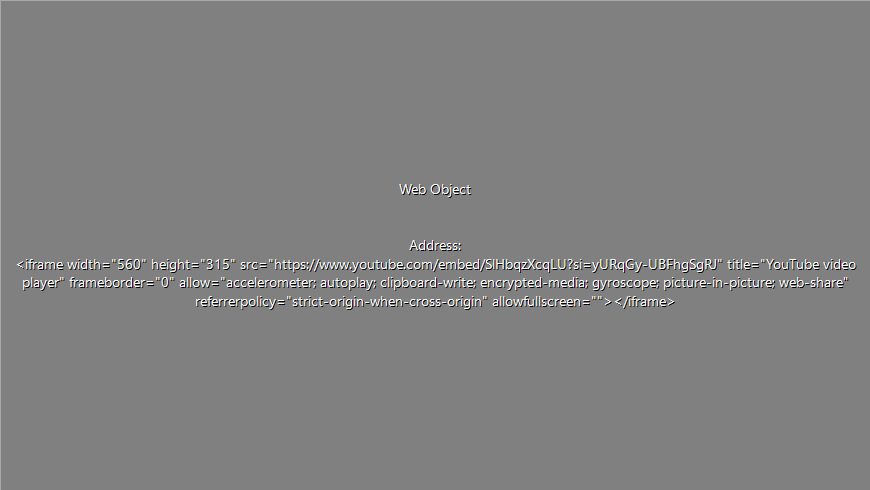 Web Object
Address:
<iframe width="560" height="315" src="https://www.youtube.com/embed/SlHbqzXcqLU?si=yURqGy-UBFhgSgRJ" title="YouTube video
player" frameborder="0" allow="accelerometer; autoplay; clipboard-write; encrypted-media; gyroscope; picture-in-picture; web-share"
referrerpolicy="strict-origin-when-cross-origin" allowfullscreen=""></iframe>